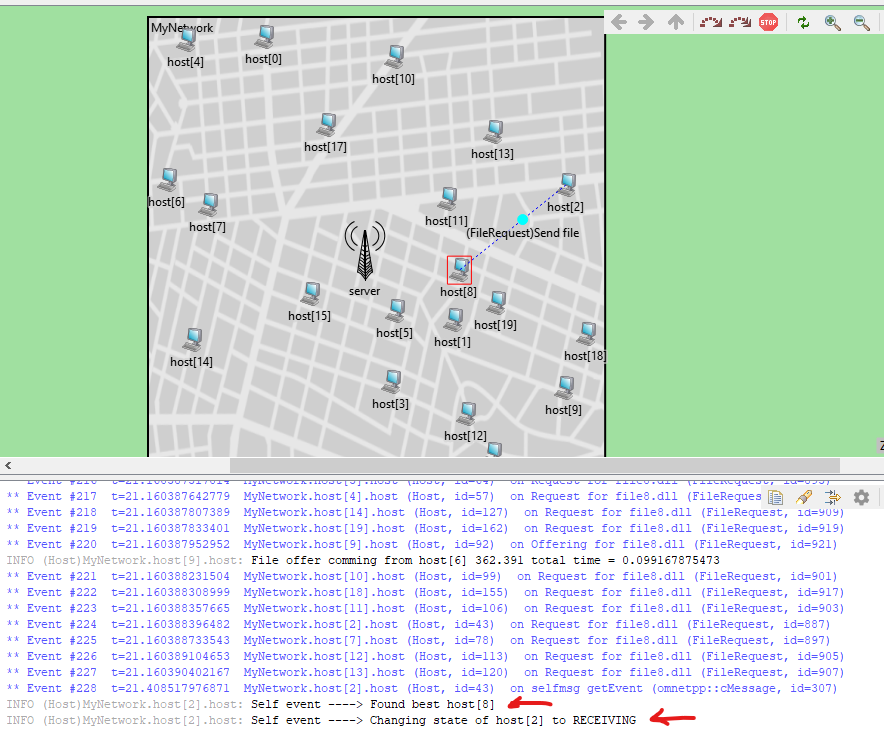 MyNetwork
STOP
host[4]
host[0]
host[10]
host[17]
host[13]
host[6]
host[2]
host[7]
host[11]
(FileRequest)Send file
server
host[8]
host[15]
host[19]
host[5]
host[1]
host[14]
host[18]
host[3]
host[9]
host[12]
** Event #217 t=21.160387642779 MyNetwork.host[4].host (Host, id=57) on Request for file8.dll (FileReques
** Event #218 t=21.160387807389 MyNetwork.host[14].host (Host, id=127) on Request for file8.dll (FileRequest, id=909)
** Event #219 t=21.160387833401 MyNetwork.host[19].host (Host, id=162) on Request for file8.dll (FileRequest, id=919)
** Event #220 t=21.160387952952 MyNetwork.host[9].host (Host, id=92) on Offering for file8.dll (FileRequest, id=921)
INFO (Host)MyNetwork.host[9].host: File offer comming from host[6] 362.391 total time = 0.099167875473
** Event #221 t=21.160388231504 MyNetwork.host[10].host (Host, id=99) on Request for file8.dll (FileRequest, id=901)
** Event #222 t=21.160388308999 MyNetwork.host[18].host (Host, id=155) on Request for file8.dll (FileRequest, id=917)
** Event #223 t=21.160388357665 MyNetwork.host[11].host (Host, id=106) on Request for file8.dll (FileRequest, id=903)
** Event #224 t=21.160388396482 MyNetwork.host[2].host (Host, id=43) on Request for file8.dll (FileRequest, id=887)
** Event #225 t=21.160388733543 MyNetwork.host[7].host (Host, id=78) on Request for file8.dll (FileRequest, id=897)
** Event #226 t=21.160389104653 MyNetwork.host[12].host (Host, id=113) on Request for file8.dll (FileRequest, id=905)
** Event #227 t=21.160390402167 MyNetwork.host[13].host (Host, id=120) on Request for file8.dll (FileRequest, id=907)
** Event #228 t=21.408517976871 MyNetwork.host[2].host (Host, id=43) on selfmsg getEvent (omnetpp::cMessage, id=307)
INFO (Host)MyNetwork.host[2].host: Self event ----> Found best host[8]
INFO (Host)MyNetwork.host[2].host: Self event ----> Changing state of host[2] to RECEIVING